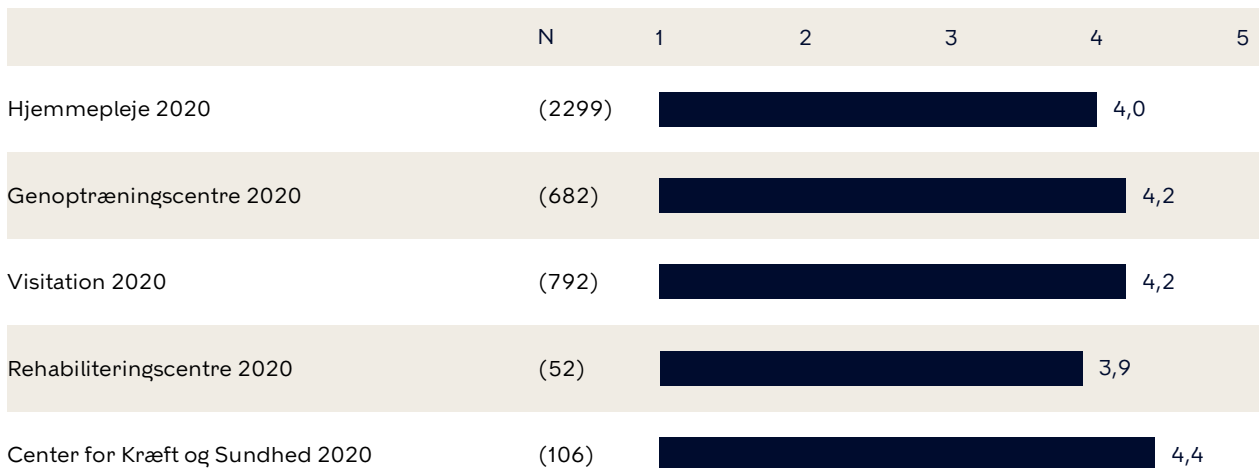 N 1 2 3 4 5
Hjemmepleje 2020 (2299) 4,0
Genoptræningscentre 2020 (682) 4,2
Visitation 2020 (792) 4,2
Rehabiliteringscentre 2020 (52) 3,9
Center for Kræft og Sundhed 2020 (106) 4,4